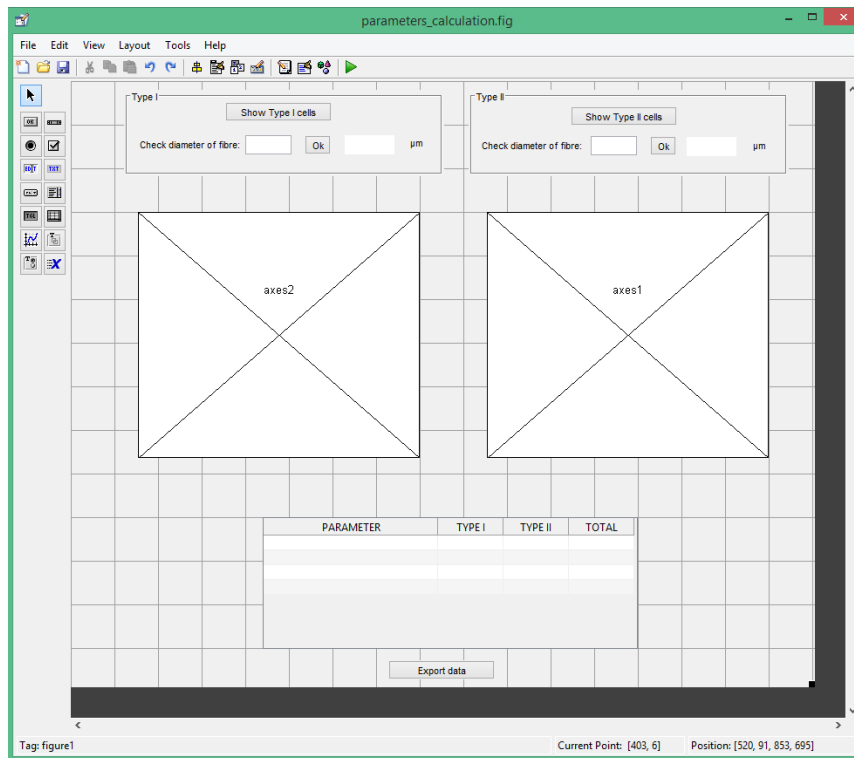 parameters_calculation.fig
File Edit View Layout Tools Help
Type I
Show Type I cells
Check diameter of fibre: Ok µm
Type II
Show Type II cells
Check diameter of fibre: Ok µm
axes2
axes1
PARAMETER TYPE I TYPE II TOTAL
Export data
Tag: figure1 Current Point: [403, 6] Position: [520, 91, 853, 695]